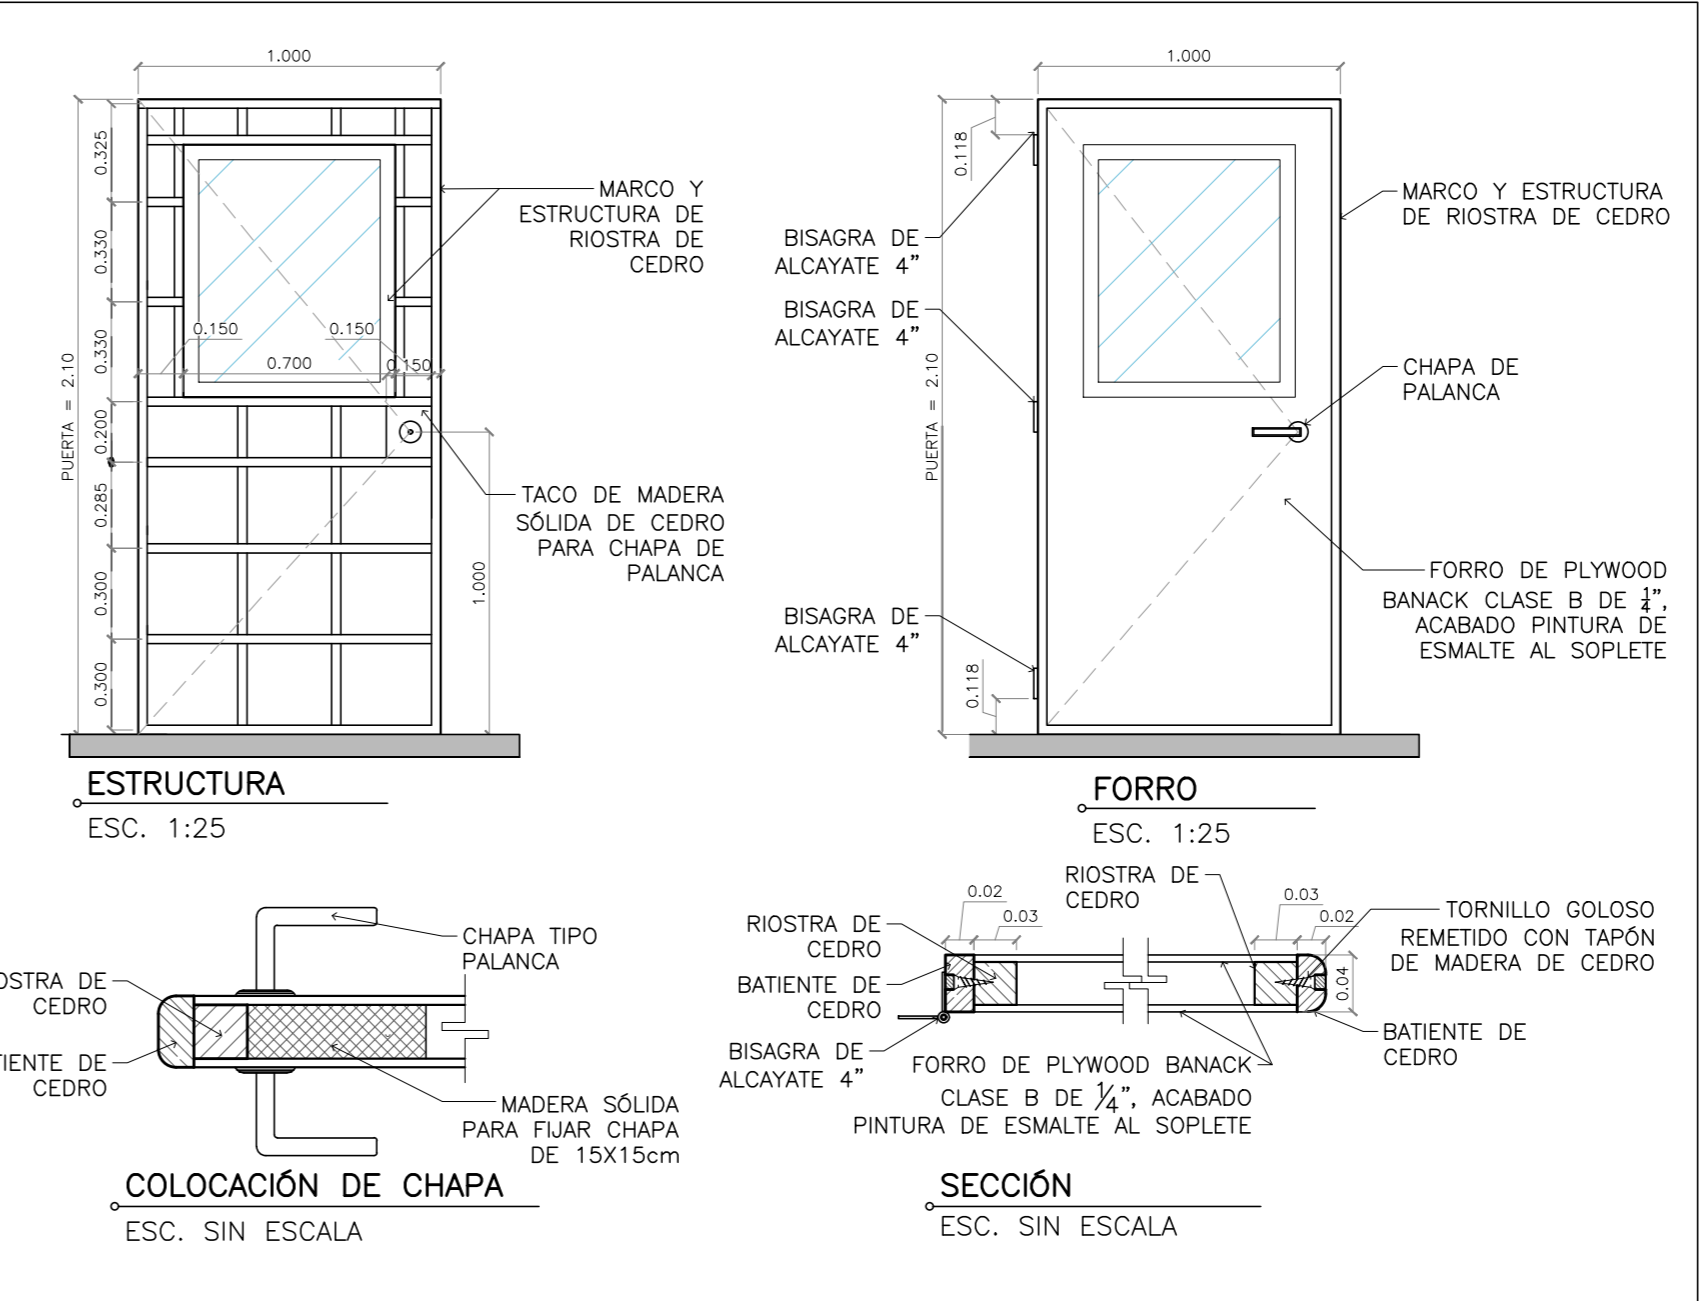 1.000
PUERTA = 2.10
0.325
0.330
0.330
0.200
0.285
0.300
0.300
0.150
0.150
0.700
0.150
1.000
MARCO Y
ESTRUCTURA DE
RIOSTRA DE
CEDRO
TACO DE MADERA
SÓLIDA DE CEDRO
PARA CHAPA DE
PALANCA
ESTRUCTURA
ESC. 1:25
1.000
PUERTA = 2.10
0.118
0.118
BISAGRA DE
ALCAYATE 4"
BISAGRA DE
ALCAYATE 4"
BISAGRA DE
ALCAYATE 4"
MARCO Y ESTRUCTURA
DE RIOSTRA DE CEDRO
CHAPA DE
PALANCA
FORRO DE PLYWOOD
BANACK CLASE B DE 1/4",
ACABADO PINTURA DE
ESMALTE AL SOPLETE
FORRO
ESC. 1:25
CHAPA TIPO
PALANCA
OSTRA DE
CEDRO
TIENTE DE
CEDRO
MADERA SÓLIDA
PARA FIJAR CHAPA
DE 15X15cm
COLOCACIÓN DE CHAPA
ESC. SIN ESCALA
RIOSTRA DE
CEDRO
0.02
0.03
RIOSTRA DE
CEDRO
BATIENTE DE
CEDRO
BISAGRA DE
ALCAYATE 4"
0.03
0.02
0.04
TORNILLO GOLOSO
REMETIDO CON TAPÓN
DE MADERA DE CEDRO
BATIENTE DE
CEDRO
FORRO DE PLYWOOD BANACK
CLASE B DE 1/4", ACABADO
PINTURA DE ESMALTE AL SOPLETE
SECCIÓN
ESC. SIN ESCALA